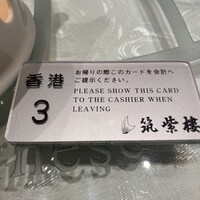 香港
3
お帰りの際このカードを会計へ
ご提示ください。
PLEASE SHOW THIS CARD
TO THE CASHIER WHEN
LEAVING
筑紫樓